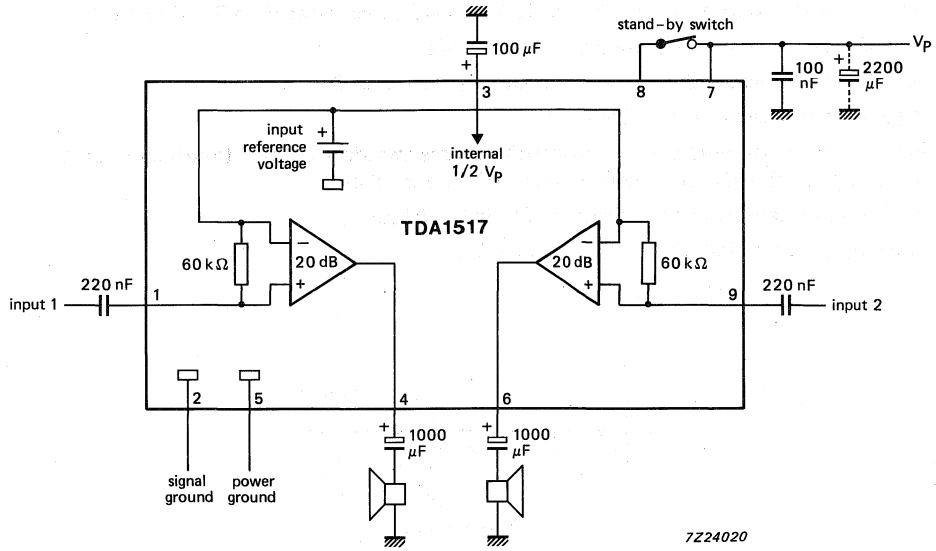 stand-by switch
100 μF
+
VP
+
100
nF
2200
μF
3
8
7
input
reference
voltage
+
internal
1/2 VP
TDA1517
60 kΩ
−
20 dB
+
−
20 dB
+
60 kΩ
220 nF
input 1
1
9
220 nF
input 2
2
5
4
6
+
1000
μF
+
1000
μF
signal
ground
power
ground
7Z24020